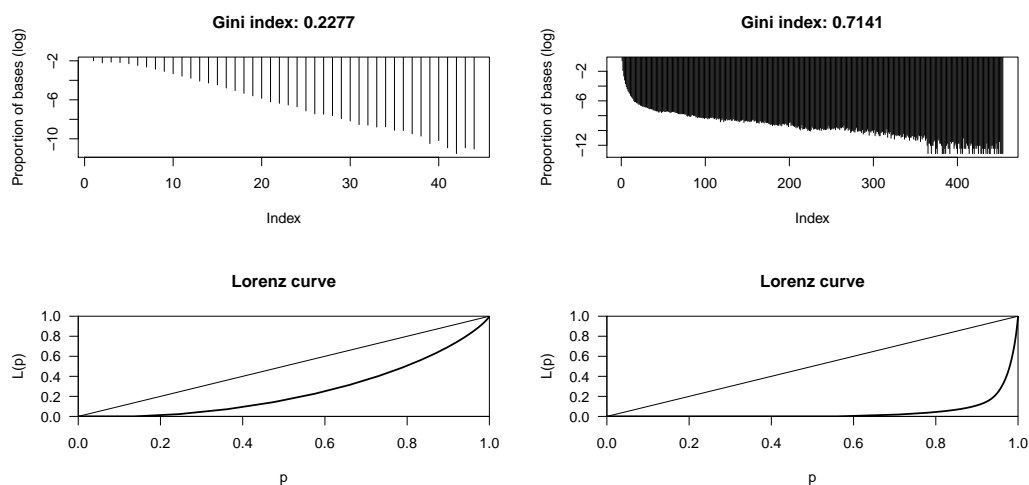 Gini index: 0.2277
Proportion of bases (log)
−2
−6
−10
0 10 20 30 40
Index
Gini index: 0.7141
Proportion of bases (log)
−2
−6
−12
0 100 200 300 400
Index
Lorenz curve
L(p)
1.0
0.8
0.6
0.4
0.2
0.0
0.0 0.2 0.4 0.6 0.8 1.0
p
Lorenz curve
L(p)
1.0
0.8
0.6
0.4
0.2
0.0
0.0 0.2 0.4 0.6 0.8 1.0
p